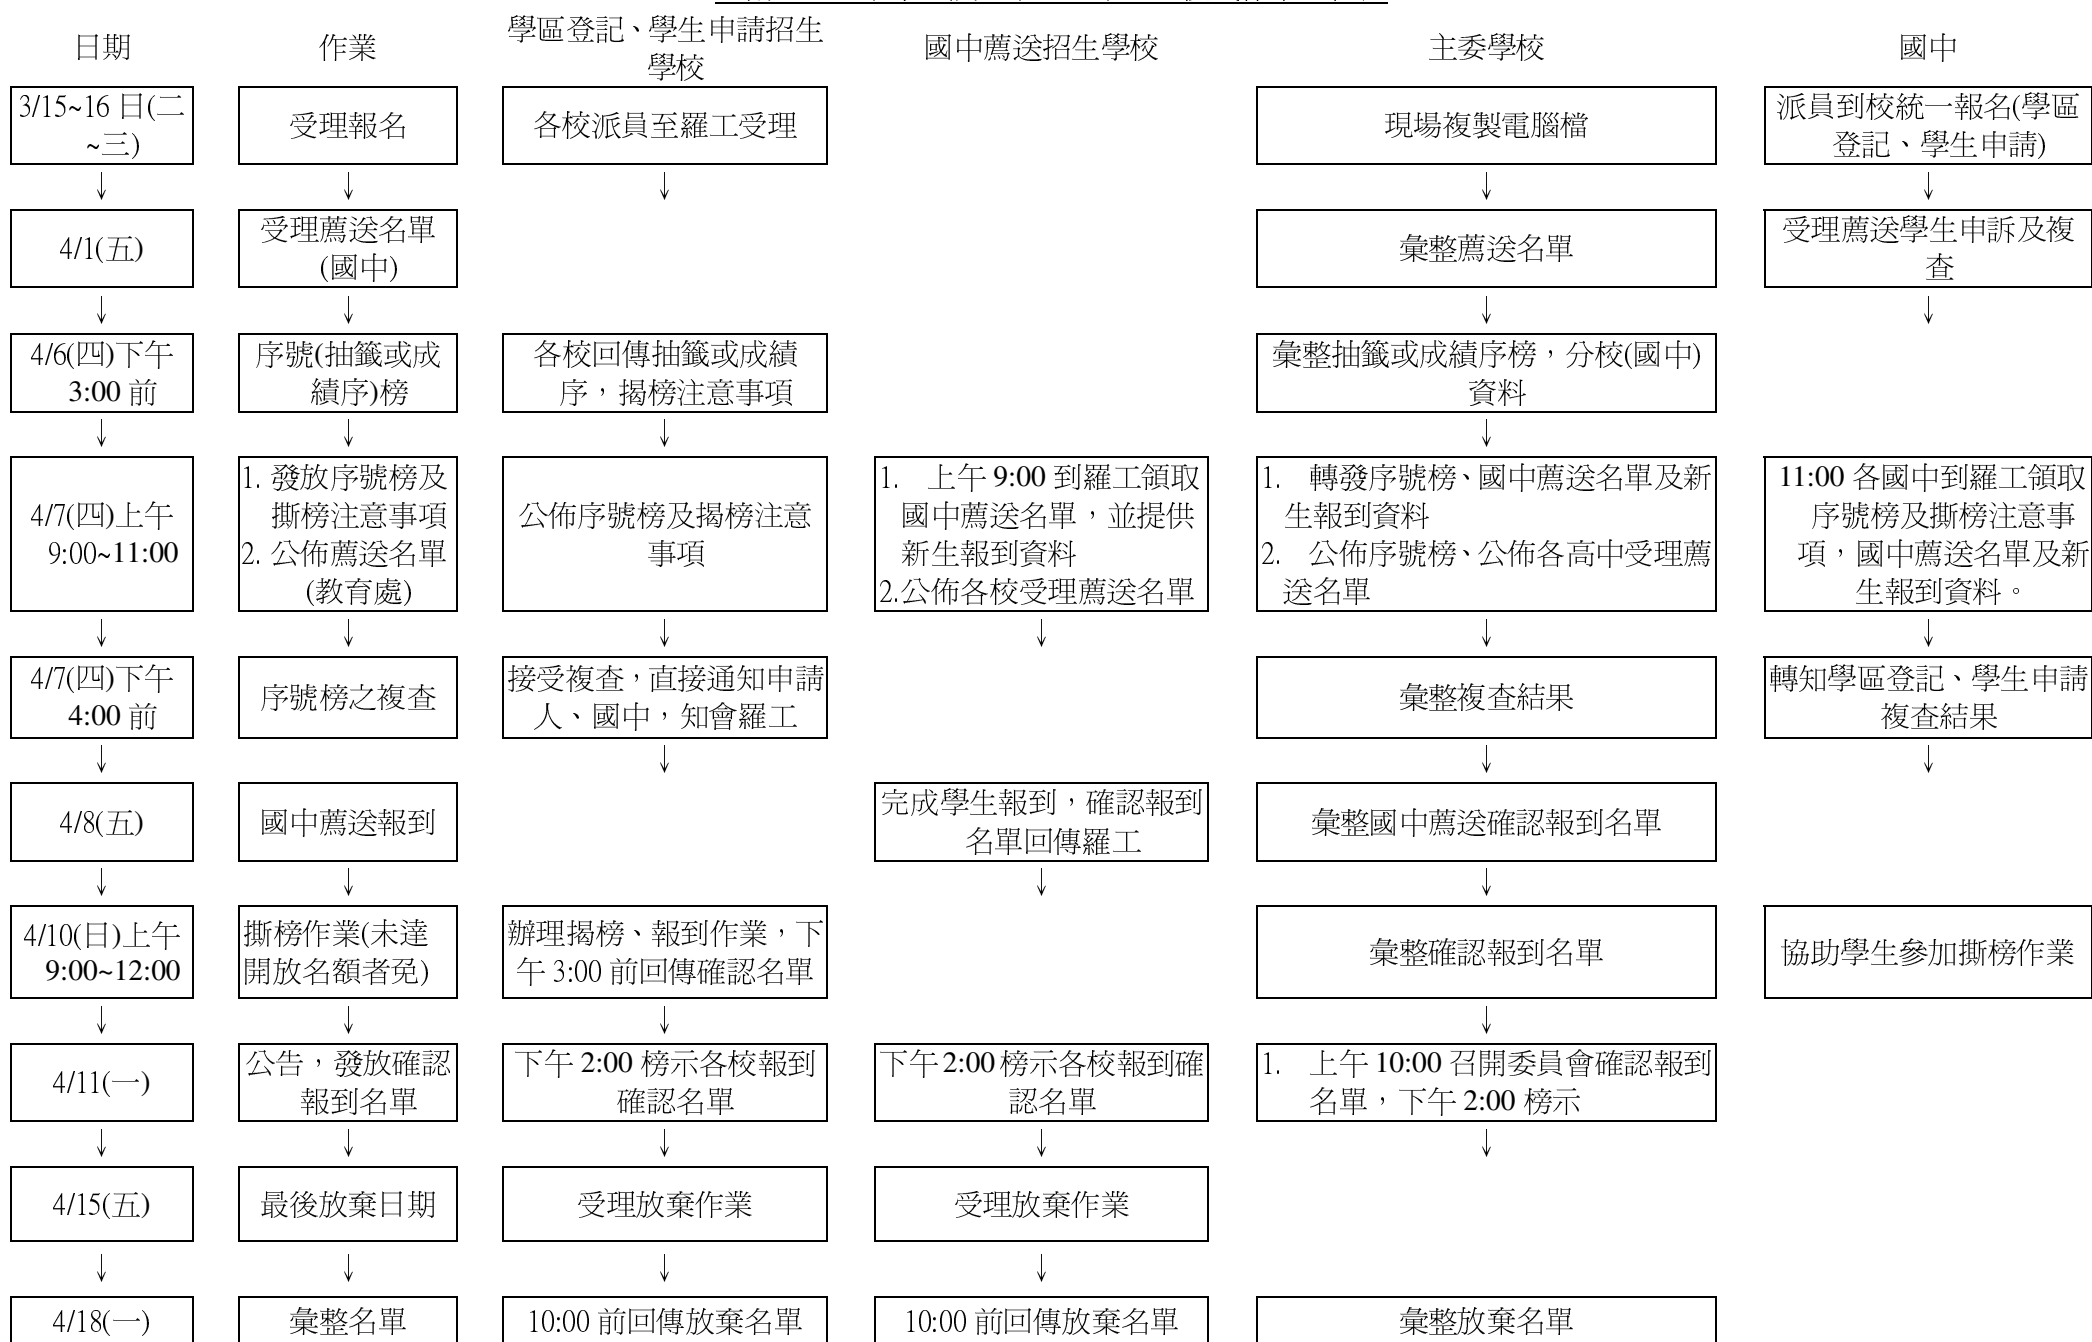 日期
作業
學區登記、學生申請招生
學校
國中薦送招生學校
主委學校
國中
3/15~16 日(二
~三)
受理報名
各校派員至羅工受理
現場複製電腦檔
派員到校統一報名(學區
登記、學生申請)
4/1(五)
受理薦送名單
(國中)
彙整薦送名單
受理薦送學生申訴及複
查
4/6(四)下午
3:00 前
序號(抽籤或成
績序)榜
各校回傳抽籤或成績
序，揭榜注意事項
彙整抽籤或成績序榜，分校(國中)
資料
4/7(四)上午
9:00~11:00
1. 發放序號榜及
撕榜注意事項
2. 公佈薦送名單
(教育處)
公佈序號榜及揭榜注意
事項
1. 上午 9:00 到羅工領取
國中薦送名單，並提供
新生報到資料
2.公佈各校受理薦送名單
1. 轉發序號榜、國中薦送名單及新
生報到資料
2. 公佈序號榜、公佈各高中受理薦
送名單
11:00 各國中到羅工領取
序號榜及撕榜注意事
項，國中薦送名單及新
生報到資料。
4/7(四)下午
4:00 前
序號榜之複查
接受複查，直接通知申請
人、國中，知會羅工
彙整複查結果
轉知學區登記、學生申請
複查結果
4/8(五)
國中薦送報到
完成學生報到，確認報到
名單回傳羅工
彙整國中薦送確認報到名單
4/10(日)上午
9:00~12:00
撕榜作業(未達
開放名額者免)
辦理揭榜、報到作業，下
午 3:00 前回傳確認名單
彙整確認報到名單
協助學生參加撕榜作業
4/11(一)
公告，發放確認
報到名單
下午 2:00 榜示各校報到
確認名單
下午 2:00 榜示各校報到確
認名單
1. 上午 10:00 召開委員會確認報到
名單，下午 2:00 榜示
4/15(五)
最後放棄日期
受理放棄作業
受理放棄作業
4/18(一)
彙整名單
10:00 前回傳放棄名單
10:00 前回傳放棄名單
彙整放棄名單